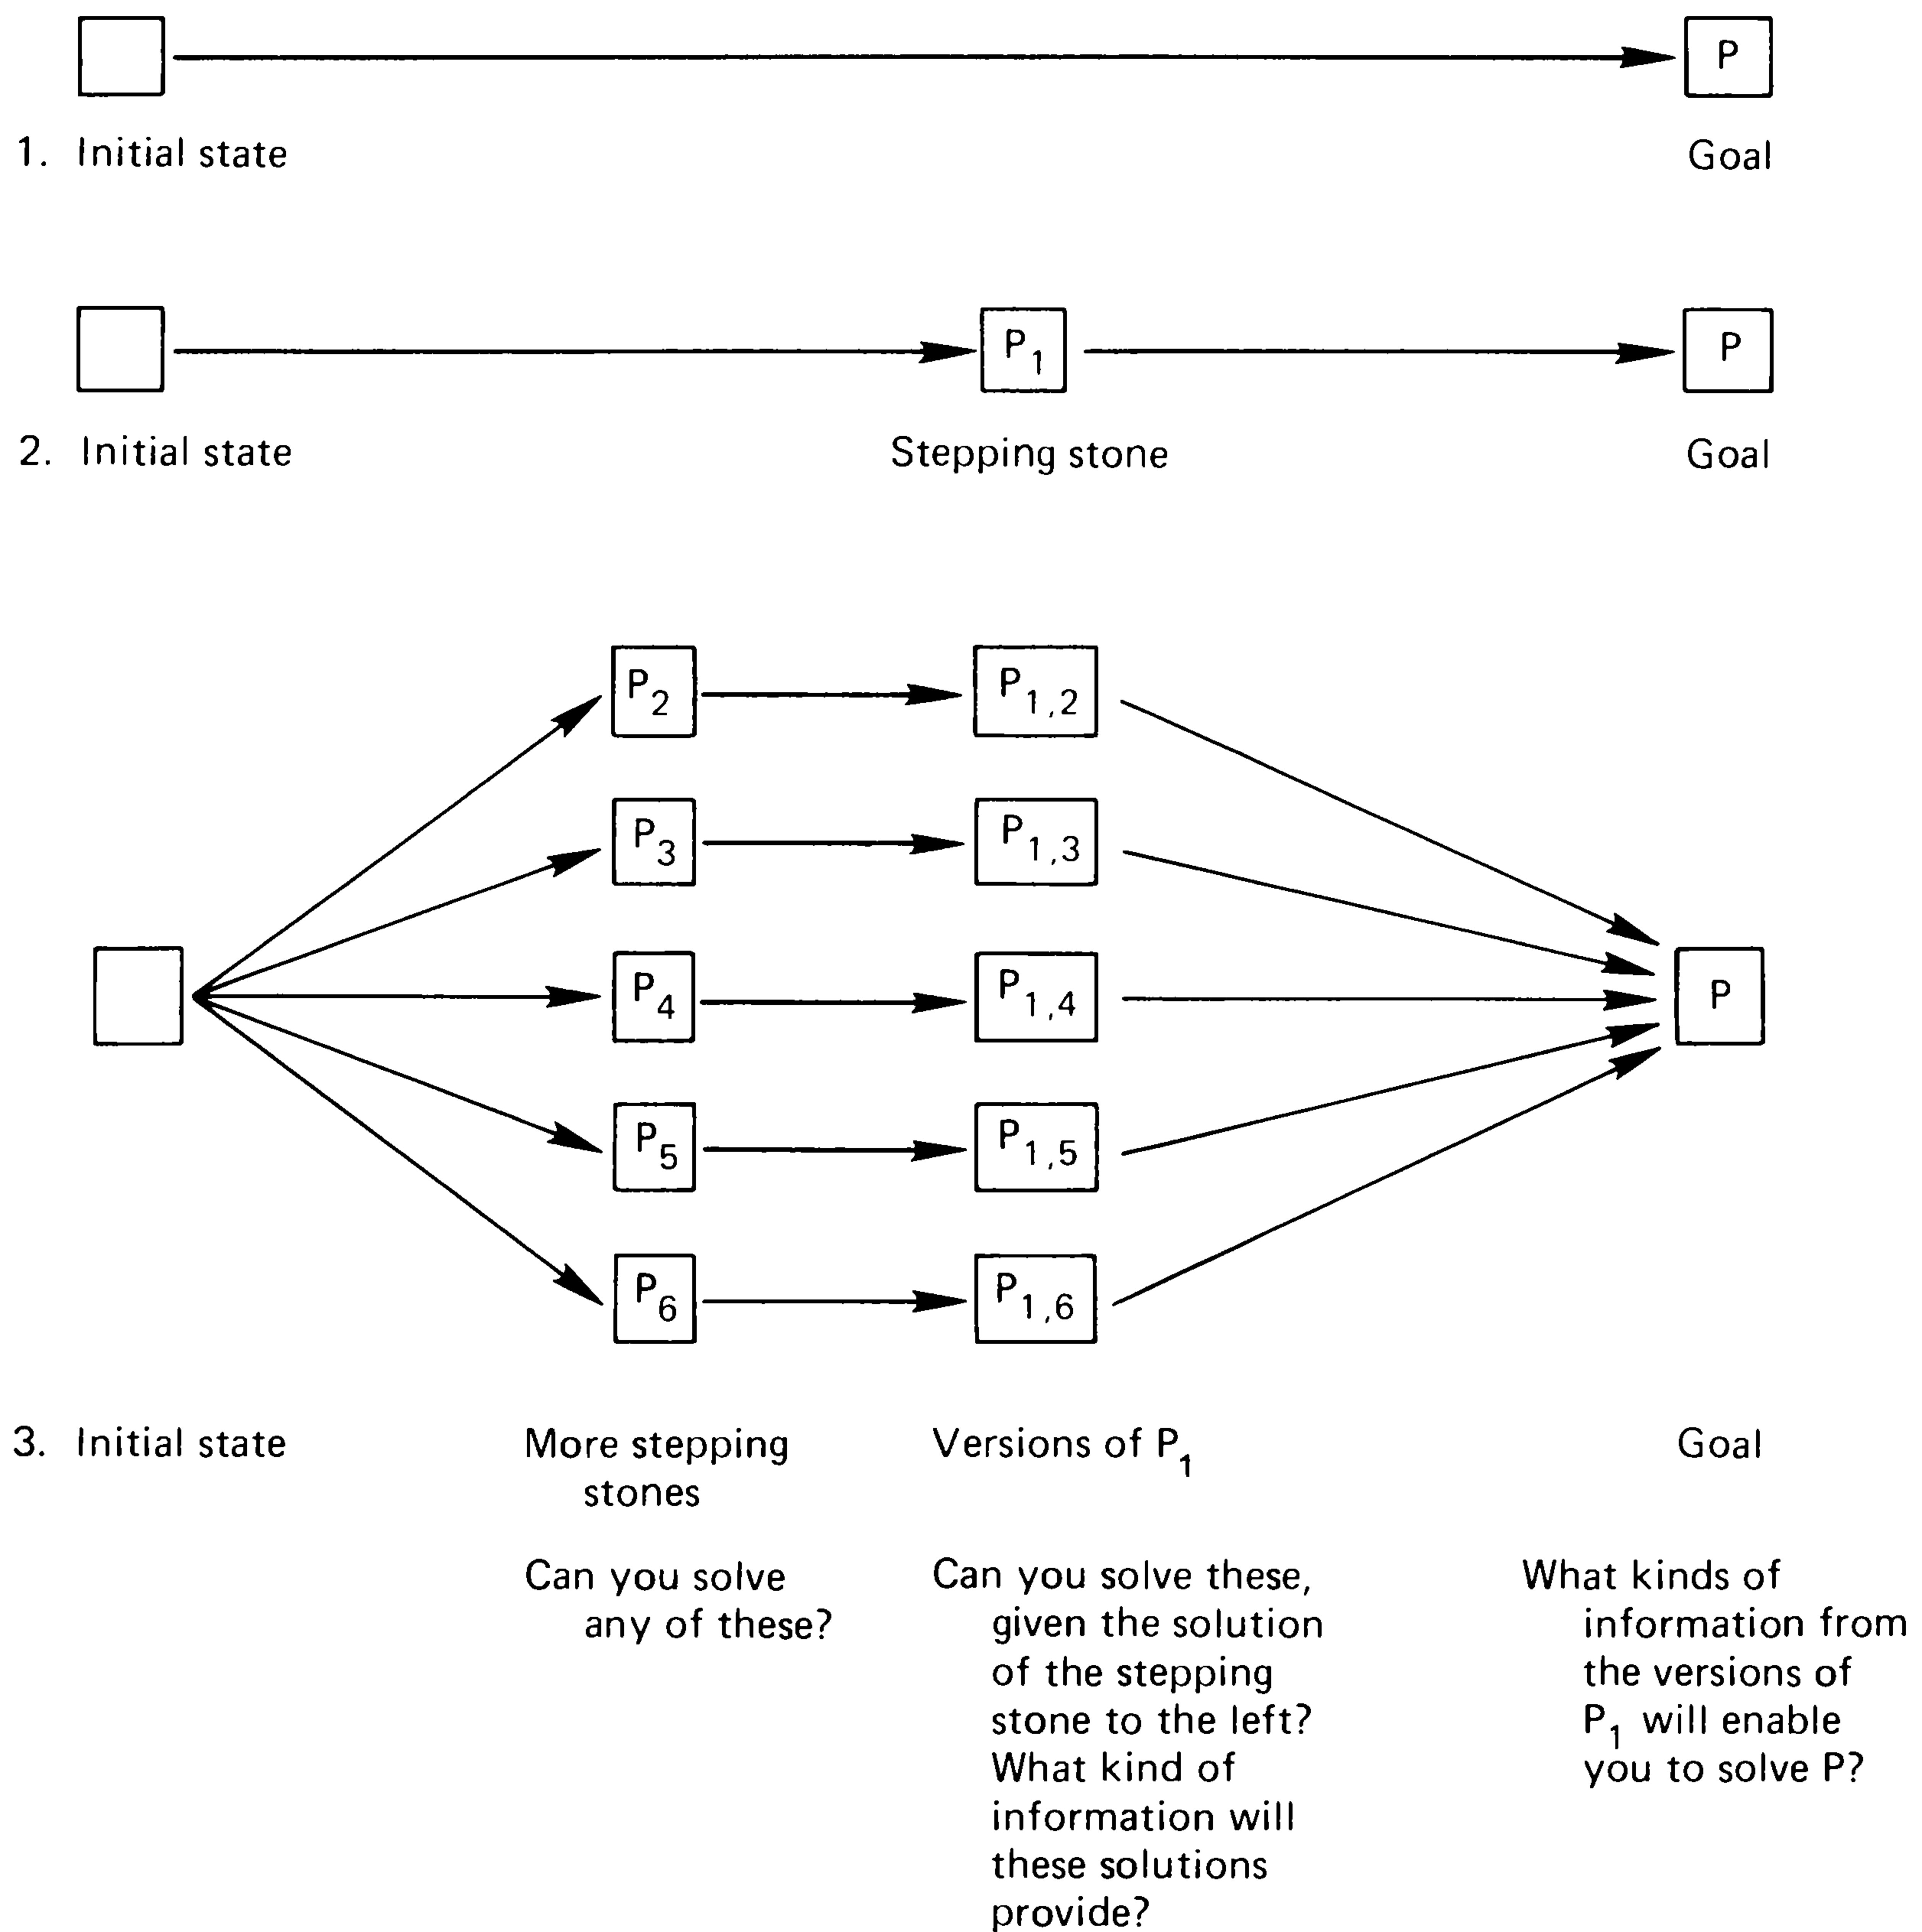 P
1. Initial state
Goal
P1
P
2. Initial state
Stepping stone
Goal
P2
P1,2
P3
P1,3
P4
P1,4
P
P5
P1,5
P6
P1,6
3. Initial state
More stepping
stones
Versions of P1
Goal
Can you solve
any of these?
Can you solve these,
given the solution
of the stepping
stone to the left?
What kind of
information will
these solutions
provide?
What kinds of
information from
the versions of
P1 will enable
you to solve P?